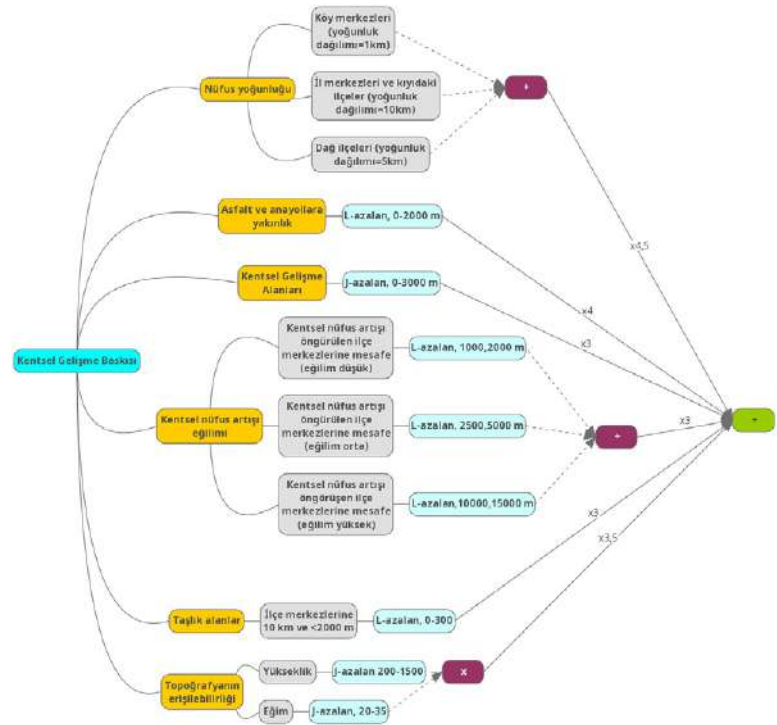 Köy merkezleri
(yoğunluk
dağılımı=1km)
Nüfus yoğunluğu
İl merkezleri ve kıyıdaki
ilçeler (yoğunluk
dağılımı=10km)
+
Dağ ilçeleri (yoğunluk
dağılımı=5km)
Asfalt ve anayollara
yakınlık
L-azalan, 0-2000 m
x4,5
Kentsel Gelişme
Alanları
J-azalan, 0-3000 m
x4
x3
Kentsel Gelişme Baskısı
Kentsel nüfus artışı
öngürülen ilçe
merkezlerine mesafe
(eğilim düşük)
L-azalan, 1000,2000 m
Kentsel nüfus artışı
eğilimi
Kentsel nüfus artışı
öngürülen ilçe
merkezlerine mesafe
(eğilim orta)
L-azalan, 2500,5000 m
+
x3
+
Kentsel nüfus artışı
öngörüşen ilçe
merkezlerine mesafe
(eğilim yüksek)
L-azalan,10000,15000 m
x3
x3,5
Taşlık alanlar
İlçe merkezlerine
10 km ve <2000 m
L-azalan, 0-300
Topoğrafyanın
erişilebilirliği
Yükseklik
J-azalan 200-1500
x
Eğim
J-azalan, 20-35